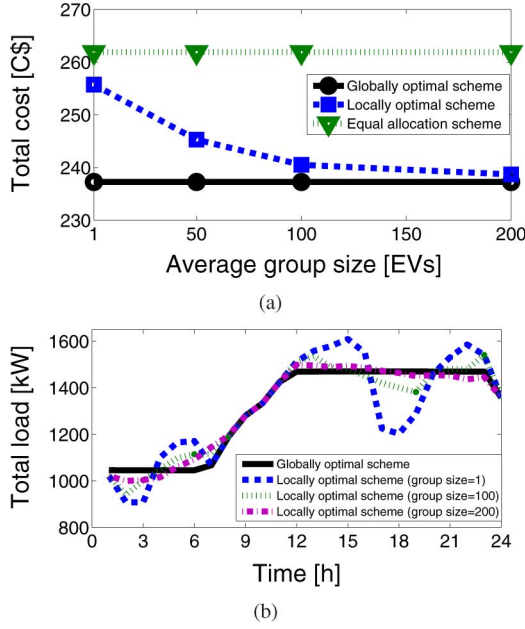 270
260
250
240
230
Total cost [C$]
Globally optimal scheme
Locally optimal scheme
Equal allocation scheme
1 50 100 150 200
Average group size [EVs]
(a)
1600
1400
1200
1000
800
Total load [kW]
Globally optimal scheme
Locally optimal scheme (group size=1)
Locally optimal scheme (group size=100)
Locally optimal scheme (group size=200)
0 3 6 9 12 15 18 21 24
Time [h]
(b)